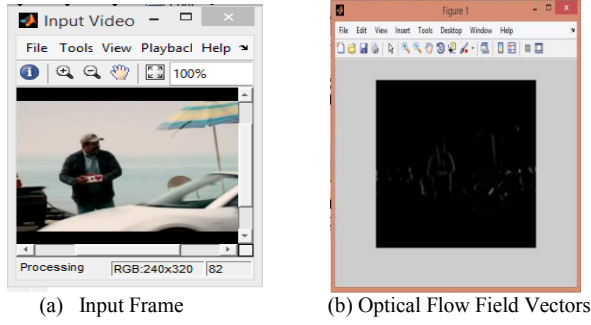 Input Video
File Tools View Playbacl Help
100%
Processing RGB:240x320 82
(a) Input Frame
Figure 1
File Edit View Insert Tools Desktop Window Help
(b) Optical Flow Field Vectors